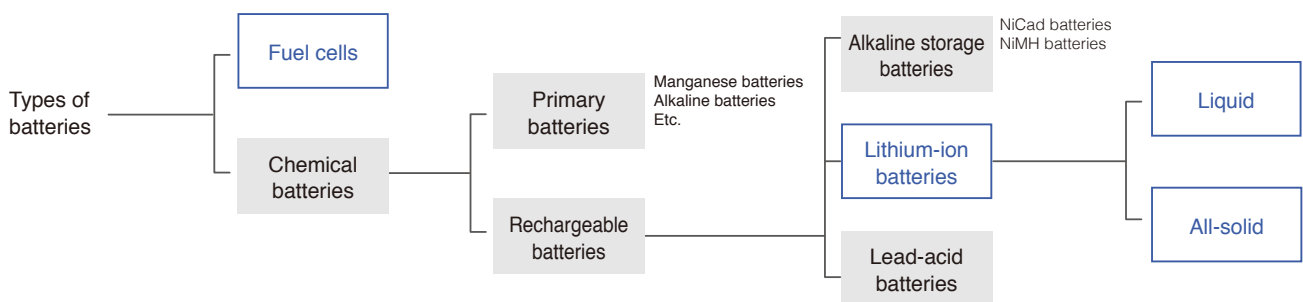 Types of
batteries
Fuel cells
Chemical
batteries
Primary
batteries
Manganese batteries
Alkaline batteries
Etc.
Rechargeable
batteries
Alkaline storage
batteries
NiCad batteries
NiMH batteries
Lithium-ion
batteries
Lead-acid
batteries
Liquid
All-solid